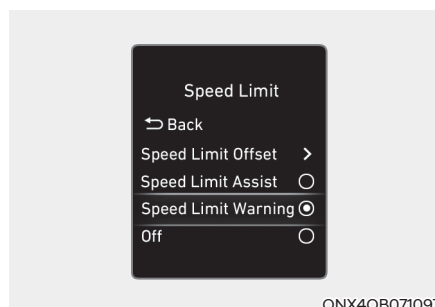 Speed Limit
Back
Speed Limit Offset
Speed Limit Assist
Speed Limit Warning
Off